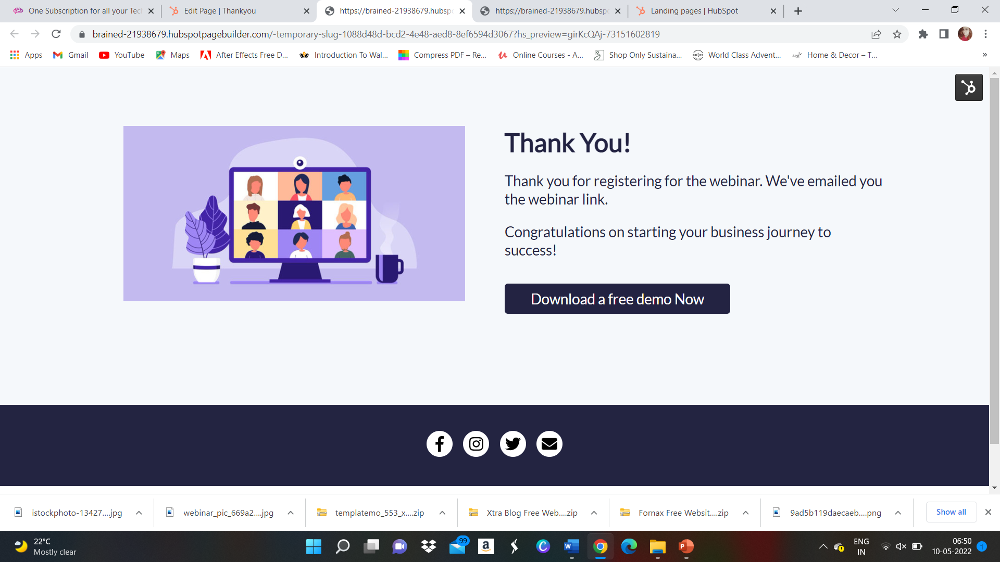 One Subscription for all your Tec
Edit Page | Thankyou
https://brained-21938679.hubspo
https://brained-21938679.hubspo
Landing pages | HubSpot
brained-21938679.hubspotpagebuilder.com/-temporary-slug-1088d48d-bcd2-4e48-aed8-8ef6594d3067?hs_preview=girKcQAj-73151602819
Apps
Gmail
YouTube
Maps
After Effects Free D...
Introduction To Wal...
Compress PDF – Re...
Online Courses - A...
Shop Only Sustaina...
World Class Advent...
Home & Decor – T...
Thank You!
Thank you for registering for the webinar. We've emailed you
the webinar link.
Congratulations on starting your business journey to
success!
Download a free demo Now
istockphoto-13427....jpg
webinar_pic_669a2....jpg
templatemo_553_x....zip
Xtra Blog Free Web....zip
Fornax Free Websit....zip
9ad5b119daecaeb....png
Show all
22°C
Mostly clear
99
ENG
IN
06:50
10-05-2022
1